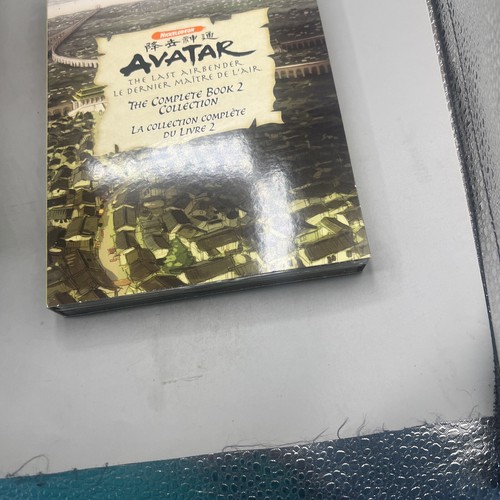 NICKELODEON
降去神通
AVATAR
THE LAST AIRBENDER
LE DERNIER MAÎTRE DE L'AIR
THE COMPLETE BOOK 2
COLLECTION
LA COLLECTION COMPLÈTE
DU LIVRE 2